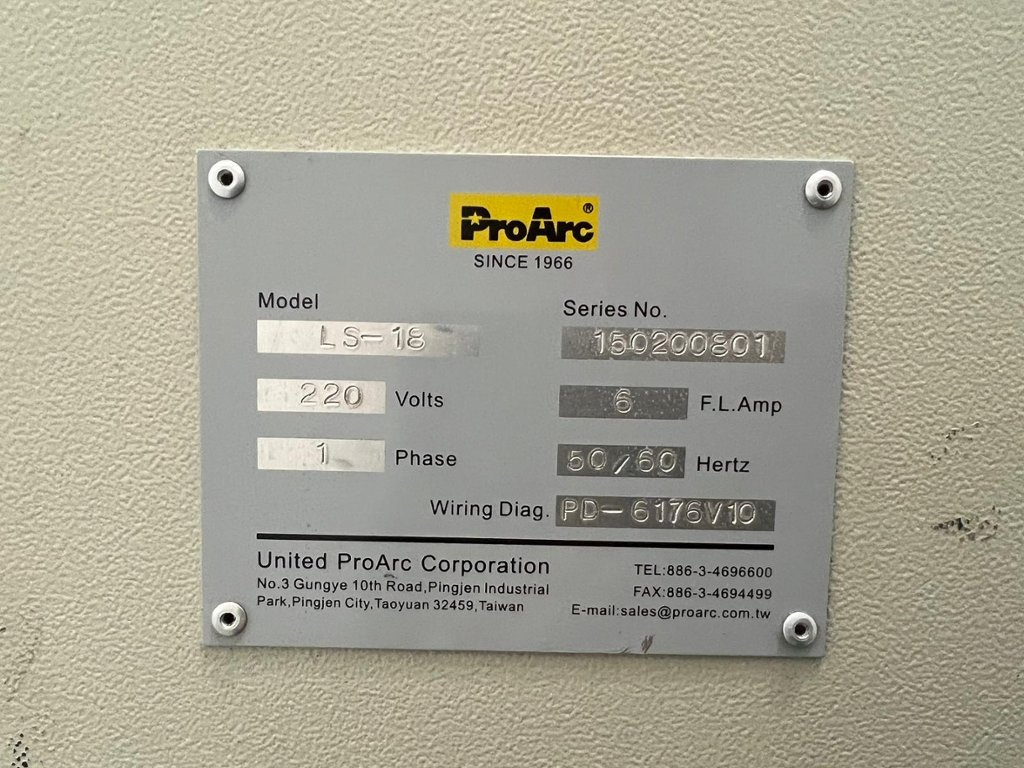 ProArc®
SINCE 1966
Model
LS-18
Series No.
150200801
220 Volts
6 F.L.Amp
1 Phase
50/60 Hertz
Wiring Diag. PD-6176V10
United ProArc Corporation
No.3 Gungye 10th Road,Pingjen Industrial
Park,Pingjen City,Taoyuan 32459,Taiwan
TEL:886-3-4696600
FAX:886-3-4694499
E-mail:sales@proarc.com.tw